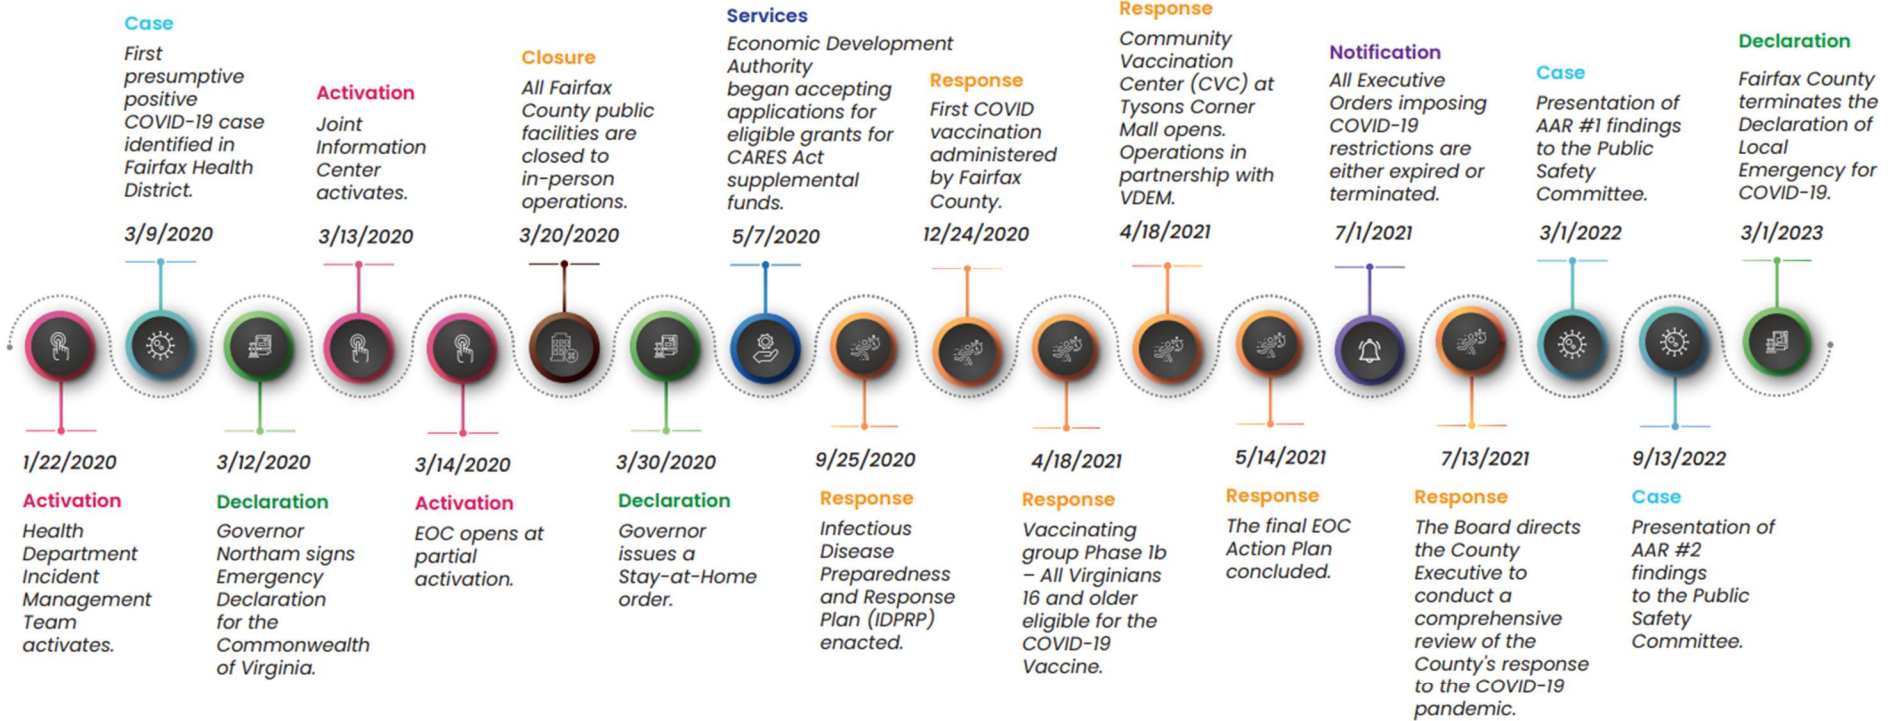 Case
First
presumptive
positive
COVID-19 case
identified in
Fairfax Health
District.
3/9/2020
Activation
Joint
Information
Center
activates.
3/13/2020
Closure
All Fairfax
County public
facilities are
closed to
in-person
operations.
3/20/2020
Services
Economic Development
Authority
began accepting
applications for
eligible grants for
CARES Act
supplemental
funds.
5/7/2020
Response
First COVID
vaccination
administered
by Fairfax
County.
12/24/2020
Response
Community
Vaccination
Center (CVC) at
Tysons Corner
Mall opens.
Operations in
partnership with
VDEM.
4/18/2021
Notification
All Executive
Orders imposing
COVID-19
restrictions are
either expired or
terminated.
7/1/2021
Case
Presentation of
AAR #1 findings
to the Public
Safety
Committee.
3/1/2022
Declaration
Fairfax County
terminates the
Declaration of
Local
Emergency for
COVID-19.
3/1/2023
1/22/2020
Activation
Health
Department
Incident
Management
Team
activates.
3/12/2020
Declaration
Governor
Northam signs
Emergency
Declaration
for the
Commonwealth
of Virginia.
3/14/2020
Activation
EOC opens at
partial
activation.
3/30/2020
Declaration
Governor
issues a
Stay-at-Home
order.
9/25/2020
Response
Infectious
Disease
Preparedness
and Response
Plan (IDPRP)
enacted.
4/18/2021
Response
Vaccinating
group Phase 1b
– All Virginians
16 and older
eligible for the
COVID-19
Vaccine.
5/14/2021
Response
The final EOC
Action Plan
concluded.
7/13/2021
Response
The Board directs
the County
Executive to
conduct a
comprehensive
review of the
County's response
to the COVID-19
pandemic.
9/13/2022
Case
Presentation of
AAR #2
findings
to the Public
Safety
Committee.